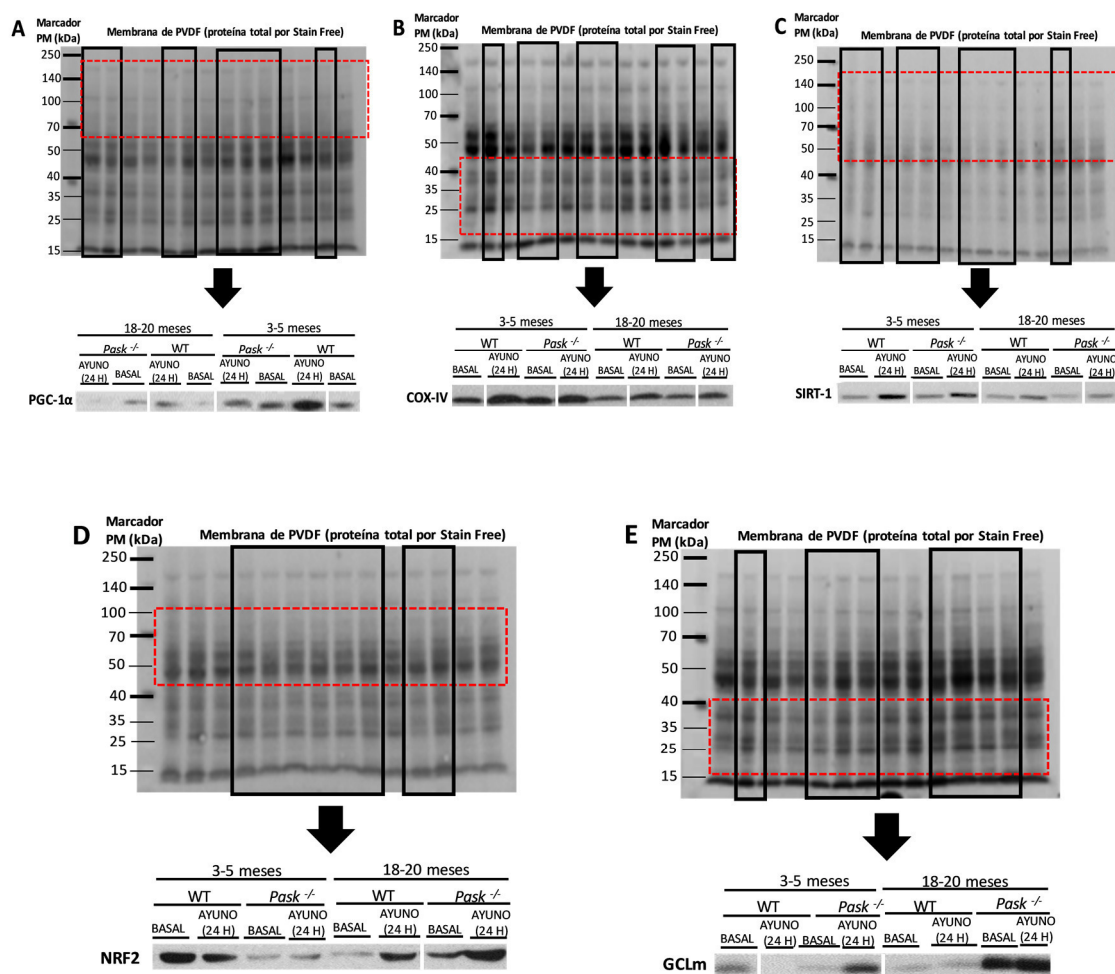 A
Marcador
PM (kDa)
Membrana de PVDF (proteína total por Stain Free)
250
140
100
70
50
40
35
25
15
18-20 meses
3-5 meses
Pask -/-
WT
Pask -/-
WT
AYUNO
(24 H)
BASAL
AYUNO
(24 H)
BASAL
AYUNO
(24 H)
BASAL
AYUNO
(24 H)
BASAL
PGC-1α
B
Marcador
PM (kDa)
Membrana de PVDF (proteína total por Stain Free)
250
140
100
70
50
40
35
25
15
3-5 meses
18-20 meses
WT
Pask -/-
WT
Pask -/-
BASAL
AYUNO
(24 H)
BASAL
AYUNO
(24 H)
BASAL
AYUNO
(24 H)
BASAL
AYUNO
(24 H)
COX-IV
C
Marcador
PM (kDa)
Membrana de PVDF (proteína total por Stain Free)
250
140
100
70
50
40
35
25
15
3-5 meses
18-20 meses
WT
Pask -/-
WT
Pask -/-
BASAL
AYUNO
(24 H)
BASAL
AYUNO
(24 H)
BASAL
AYUNO
(24 H)
BASAL
AYUNO
(24 H)
SIRT-1
D
Marcador
PM (kDa)
Membrana de PVDF (proteína total por Stain Free)
250
140
100
70
50
40
35
25
15
3-5 meses
18-20 meses
WT
Pask -/-
WT
Pask -/-
BASAL
AYUNO
(24 H)
BASAL
AYUNO
(24 H)
BASAL
AYUNO
(24 H)
BASAL
AYUNO
(24 H)
NRF2
E
Marcador
PM (kDa)
Membrana de PVDF (proteína total por Stain Free)
250
140
100
70
50
40
35
25
15
3-5 meses
18-20 meses
WT
Pask -/-
WT
Pask -/-
BASAL
AYUNO
(24 H)
BASAL
AYUNO
(24 H)
BASAL
AYUNO
(24 H)
BASAL
AYUNO
(24 H)
GCLm